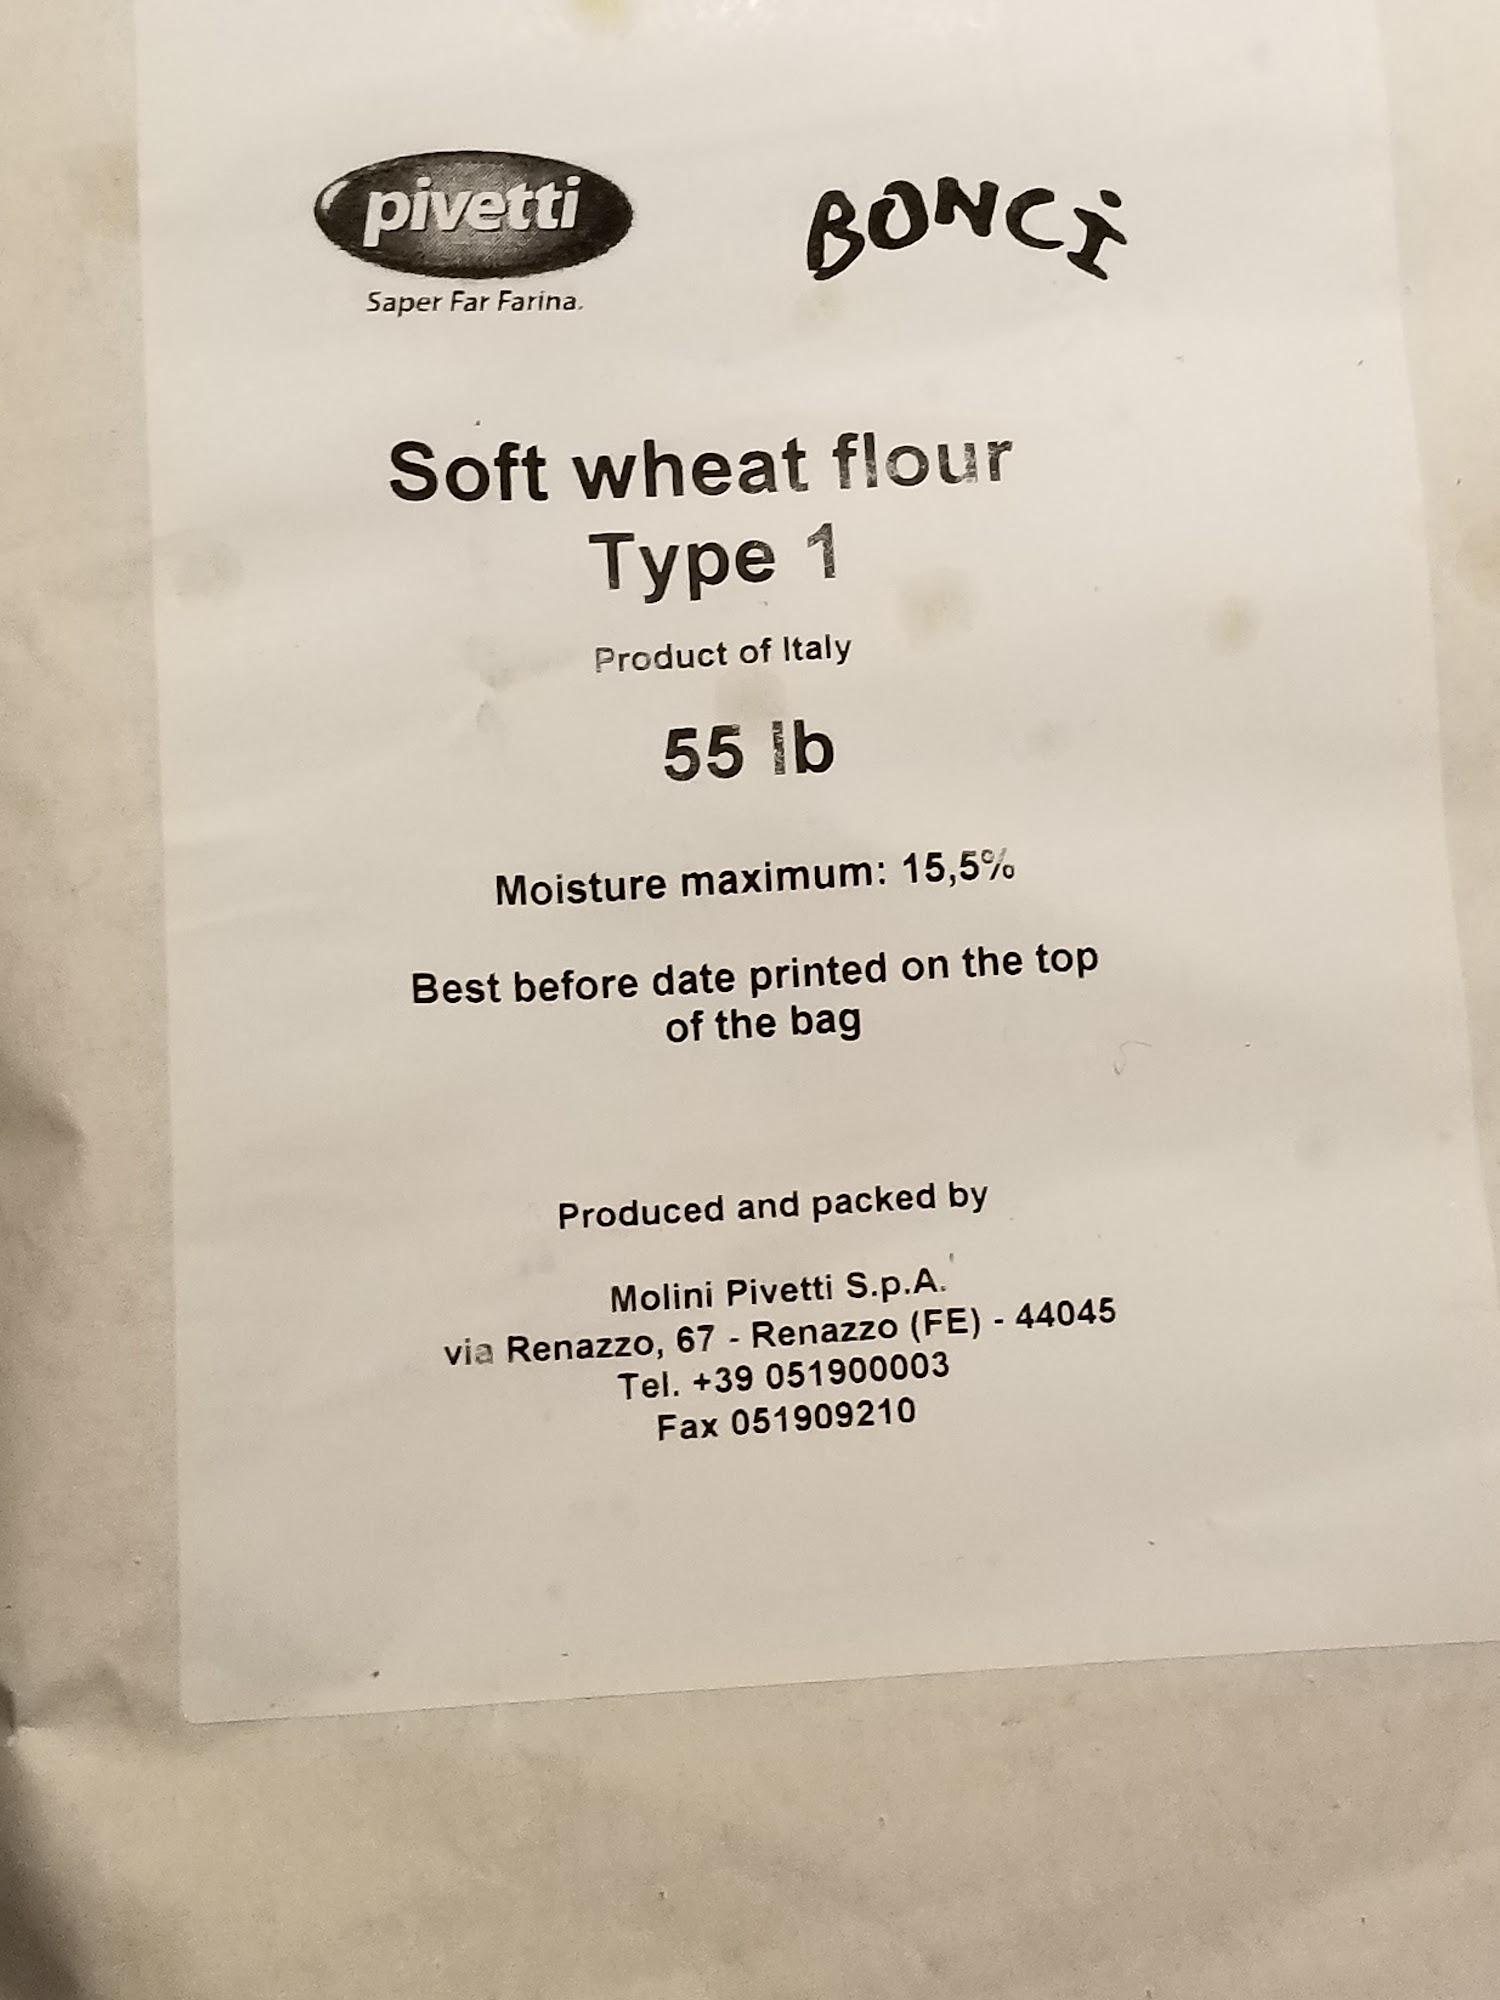 pivetti
Saper Far Farina.
BONCi
Soft wheat flour
Type 1
Product of Italy
55 lb
Moisture maximum: 15,5%
Best before date printed on the top
of the bag
Produced and packed by
Molini Pivetti S.p.A.
via Renazzo, 67 - Renazzo (FE) - 44045
Tel. +39 051900003
Fax 051909210